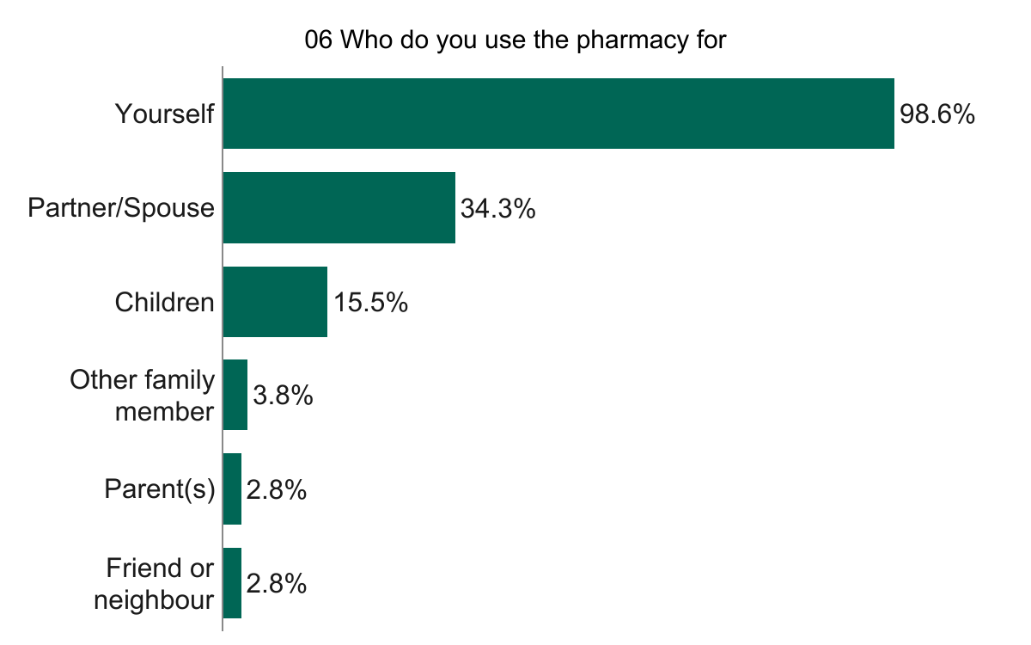 06 Who do you use the pharmacy for
Yourself
98.6%
Partner/Spouse
34.3%
Children
15.5%
Other family
member
3.8%
Parent(s)
2.8%
Friend or
neighbour
2.8%